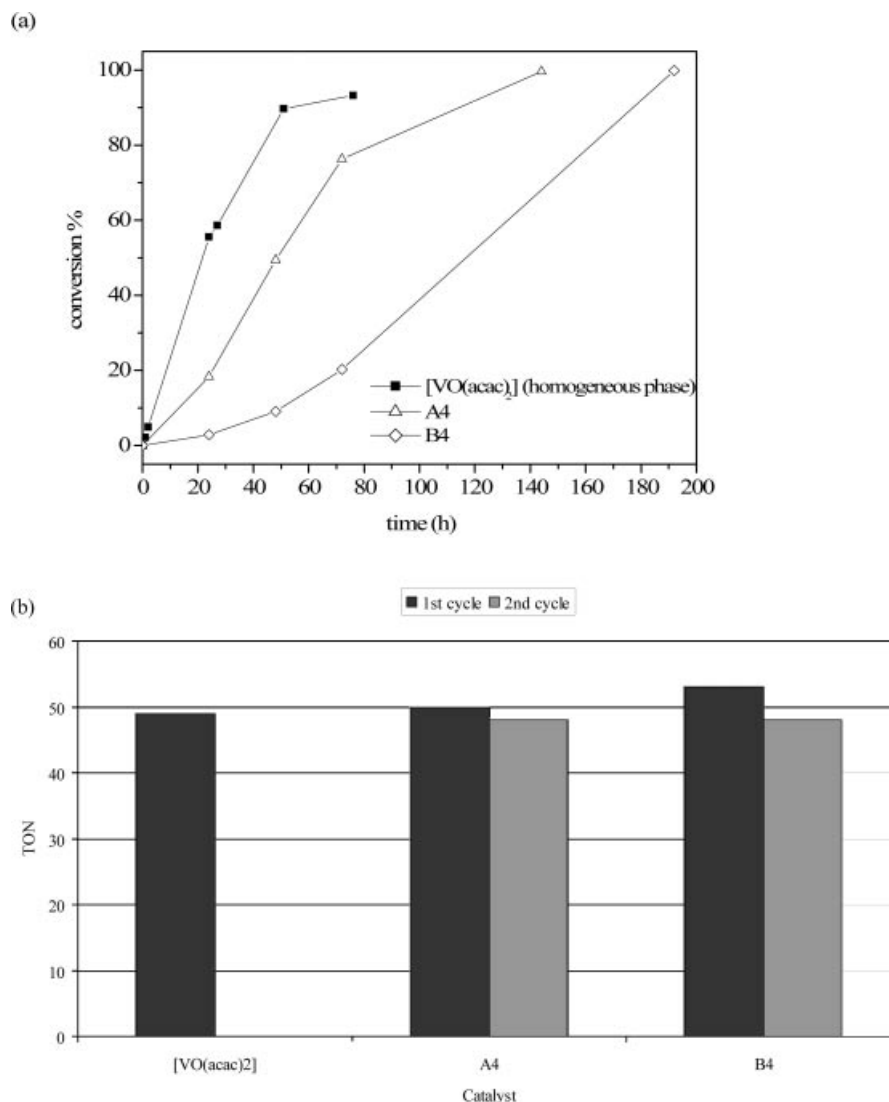 (a)
100
80
60
40
20
0
conversion %
[VO(acac)2] (homogeneous phase)
A4
B4
0 20 40 60 80 100 120 140 160 180 200
time (h)
(b)
1st cycle 2nd cycle
60
50
40
30
20
10
0
TON
[VO(acac)2] A4 B4
Catalyst